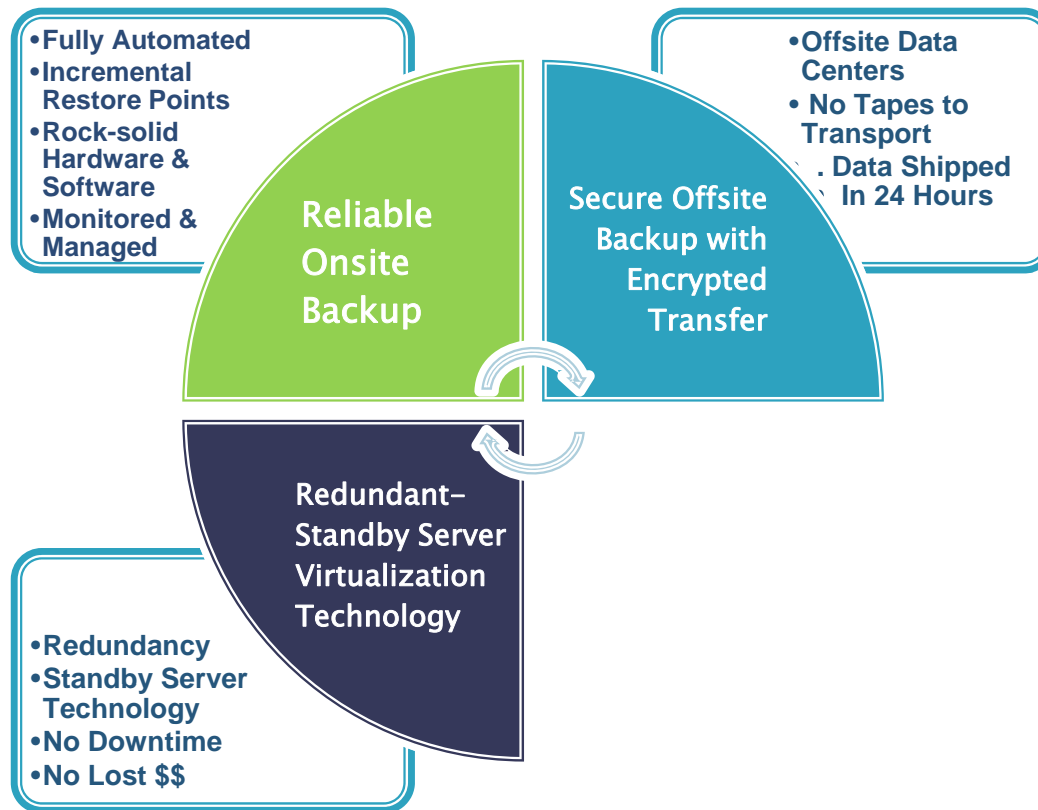 •Fully Automated
•Incremental
Restore Points
•Rock-solid
Hardware &
Software
•Monitored &
Managed
Reliable
Onsite
Backup
•Offsite Data
Centers
• No Tapes to
Transport
. Data Shipped
In 24 Hours
Secure Offsite
Backup with
Encrypted
Transfer
Redundant–
Standby Server
Virtualization
Technology
•Redundancy
•Standby Server
Technology
•No Downtime
•No Lost $$